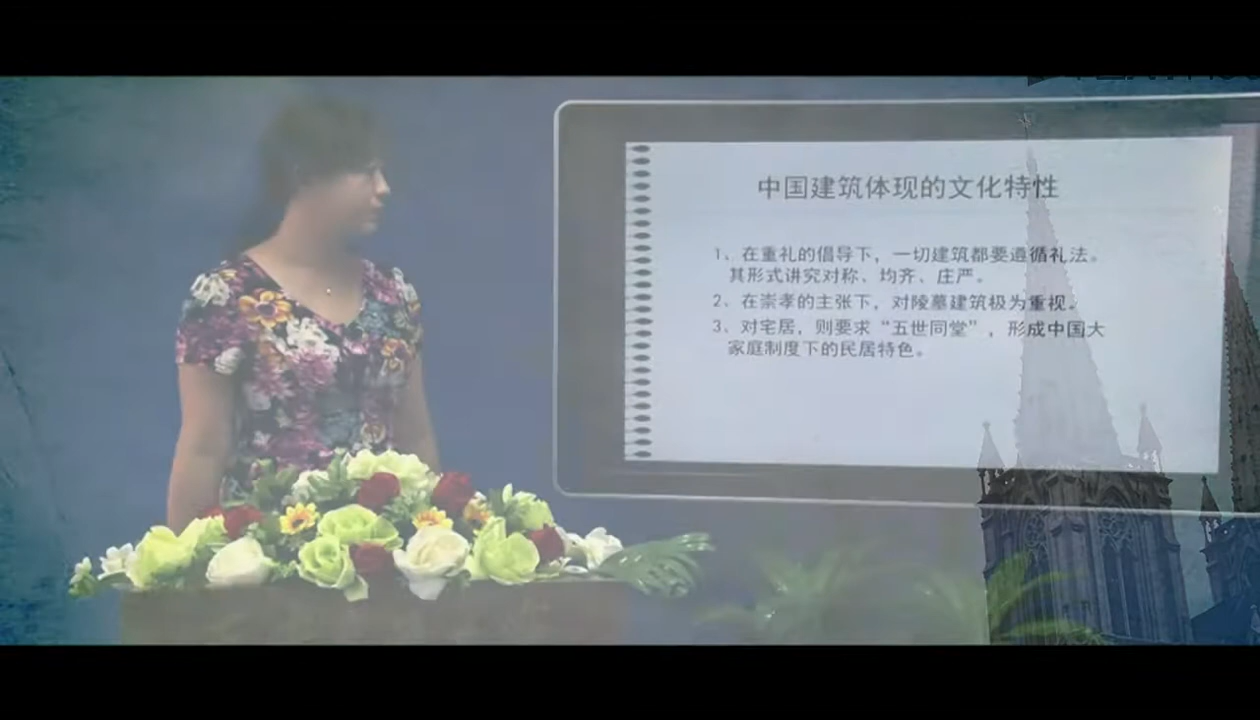 中国建筑体现的文化特性
1、在重礼的倡导下，一切建筑都要遵循礼法。
其形式讲究对称、均齐、庄严。
2、在崇孝的主张下，对陵墓建筑极为重视。
3、对宅居，则要求“五世同堂”，形成中国大
家庭制度下的民居特色。